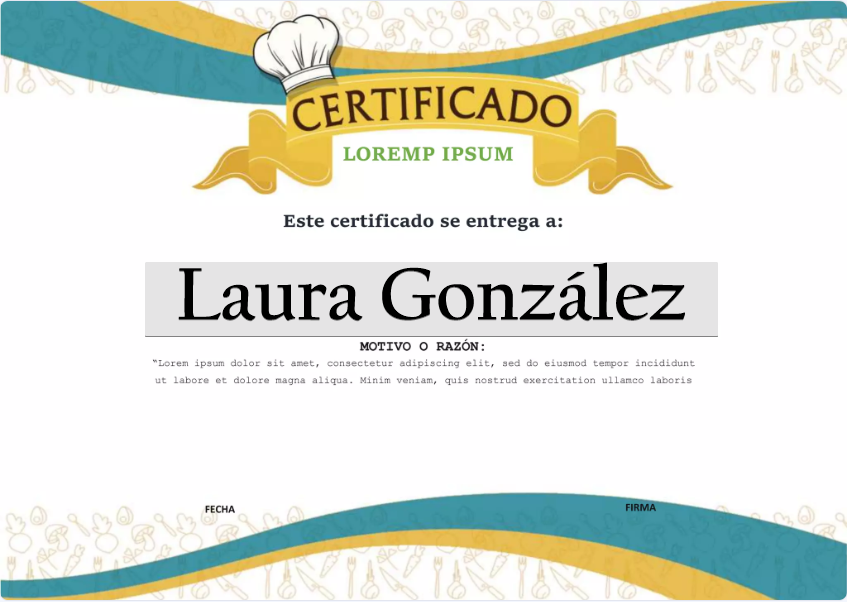 CERTIFICADO
LOREMP IPSUM
Este certificado se entrega a:
Laura González
MOTIVO O RAZÓN:
“Lorem ipsum dolor sit amet, consectetur adipiscing elit, sed do eiusmod tempor incididunt
ut labore et dolore magna aliqua. Minim veniam, quis nostrud exercitation ullamco laboris
FECHA
FIRMA